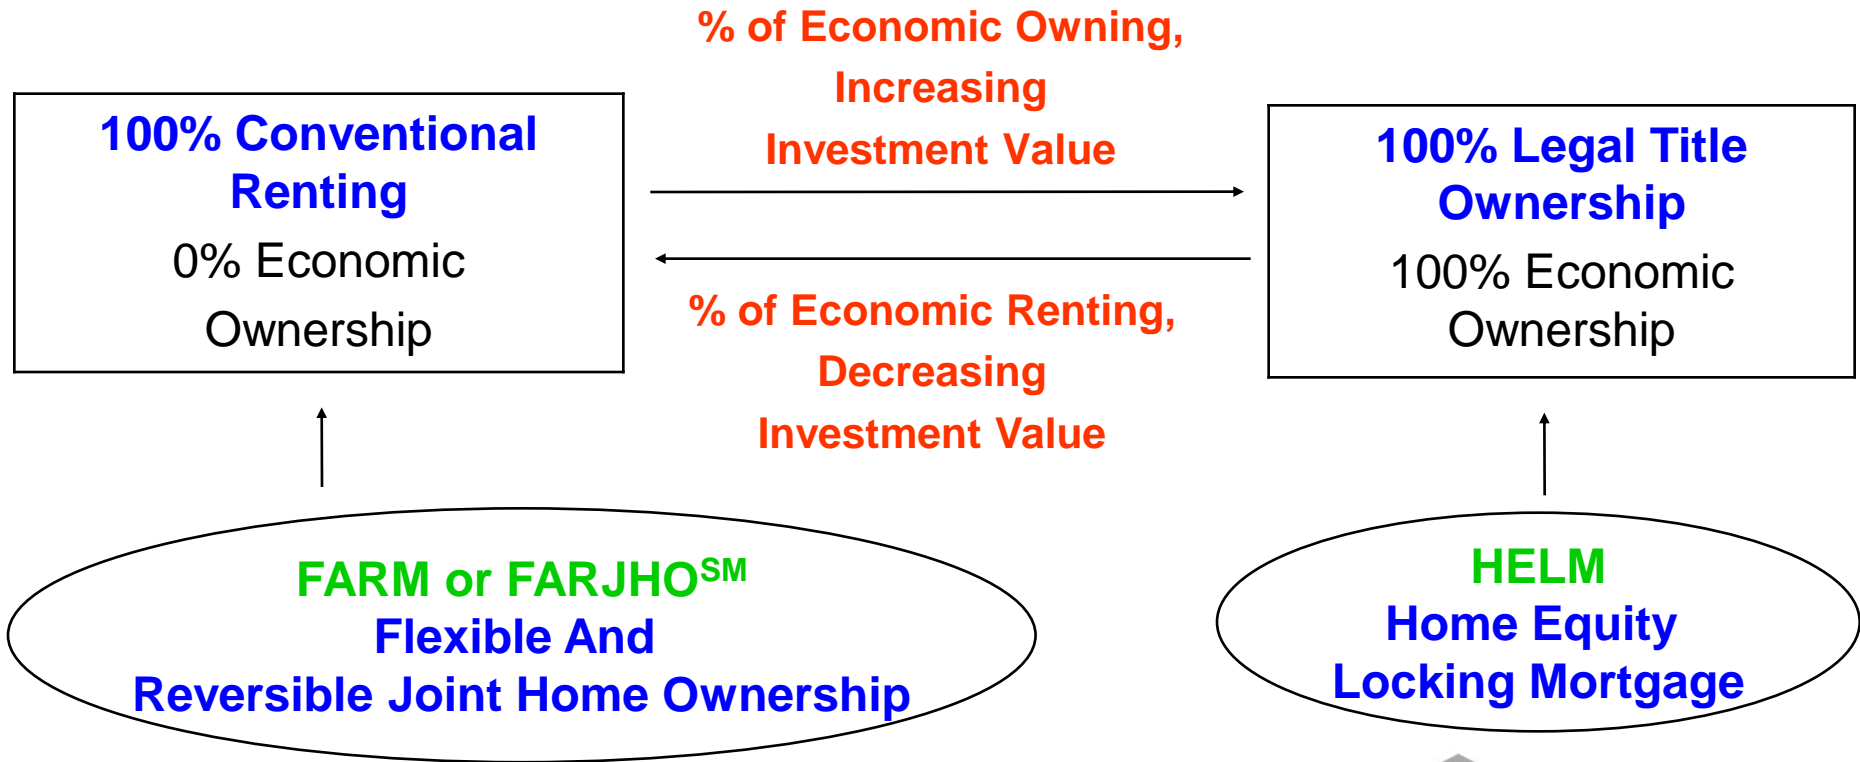 % of Economic Owning,
Increasing
Investment Value
100% Conventional
Renting
0% Economic
Ownership
100% Legal Title
Ownership
100% Economic
Ownership
% of Economic Renting,
Decreasing
Investment Value
FARM or FARJHO℠
Flexible And
Reversible Joint Home Ownership
HELM
Home Equity
Locking Mortgage